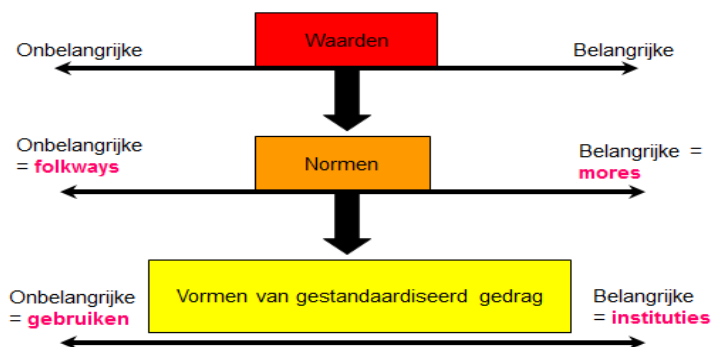 Waarden
Onbelangrijke
Belangrijke
Onbelangrijke
= folkways
Normen
Belangrijke =
mores
Onbelangrijke
= gebruiken
Vormen van gestandaardiseerd gedrag
Belangrijke
= instituties